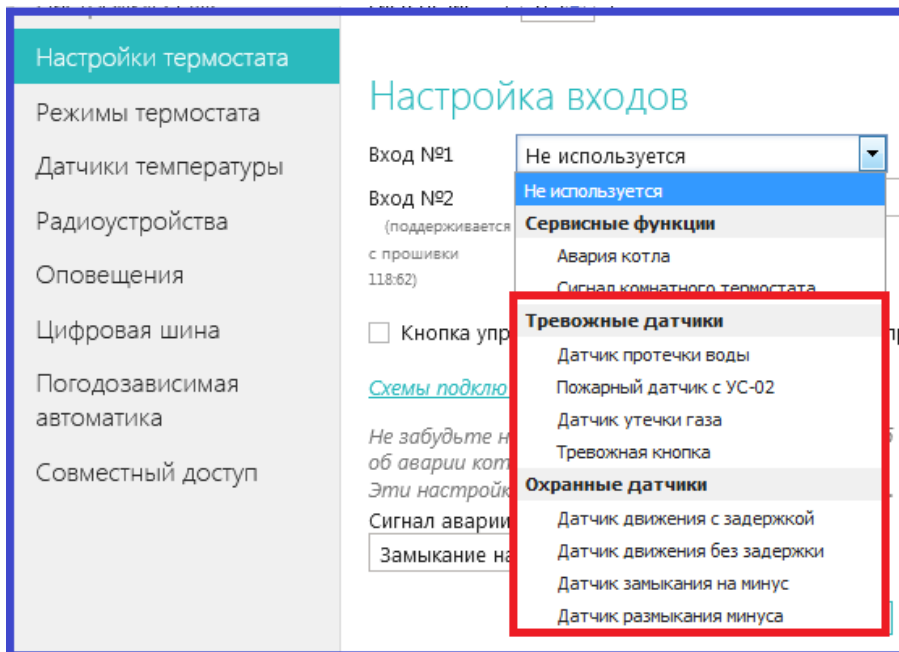 Настройки термостата
Режимы термостата
Датчики температуры
Радиоустройства
Оповещения
Цифровая шина
Погодозависимая
автоматика
Совместный доступ
Настройка входов
Вход №1
Не используется
Вход №2
(поддерживается
с прошивки
118:62)
Не используется
Сервисные функции
Авария котла
Сигнал комнатного термостата
Тревожные датчики
Датчик протечки воды
Пожарный датчик с УС-02
Датчик утечки газа
Тревожная кнопка
Охранные датчики
Датчик движения с задержкой
Датчик движения без задержки
Датчик замыкания на минус
Датчик размыкания минуса
Кнопка упр
Схемы подклю
Не забудьте н
об аварии кот
Эти настройк
Сигнал аварии
Замыкание на